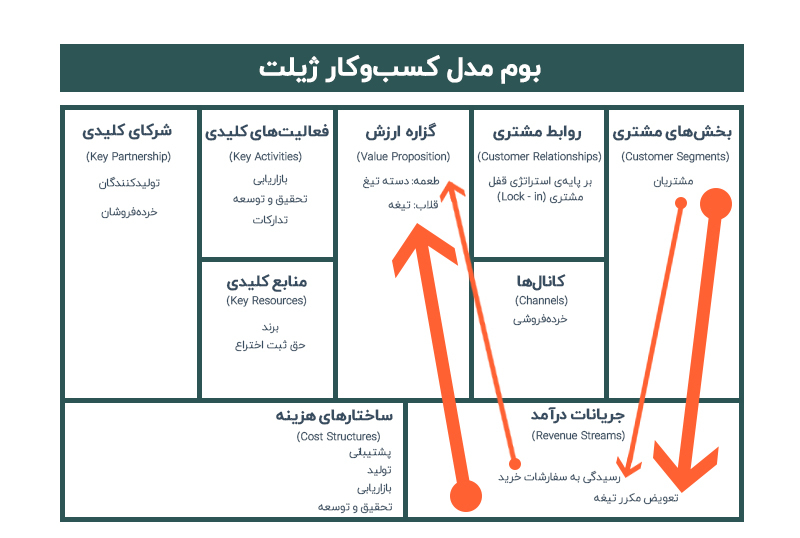 بوم مدل کسب‌وکار ژیلت
بخش‌های مشتری
(Customer Segments)
مشتریان
روابط مشتری
(Customer Relationships)
بر پایه‌ی استراتژی قفل
مشتری (Lock - in)
کانال‌ها
(Channels)
خرده‌فروشی
گزاره ارزش
(Value Proposition)
طعمه: دسته تیغ
قلاب: تیغه
فعالیت‌های کلیدی
(Key Activities)
بازاریابی
تحقیق و توسعه
تدارکات
منابع کلیدی
(Key Resources)
برند
حق ثبت اختراع
شرکای کلیدی
(Key Partnership)
تولیدکنندگان
خرده‌فروشان
جریانات درآمد
(Revenue Streams)
رسیدگی به سفارشات خرید
تعویض مکرر تیغه
ساختارهای هزینه
(Cost Structures)
پشتیبانی
تولید
بازاریابی
تحقیق و توسعه